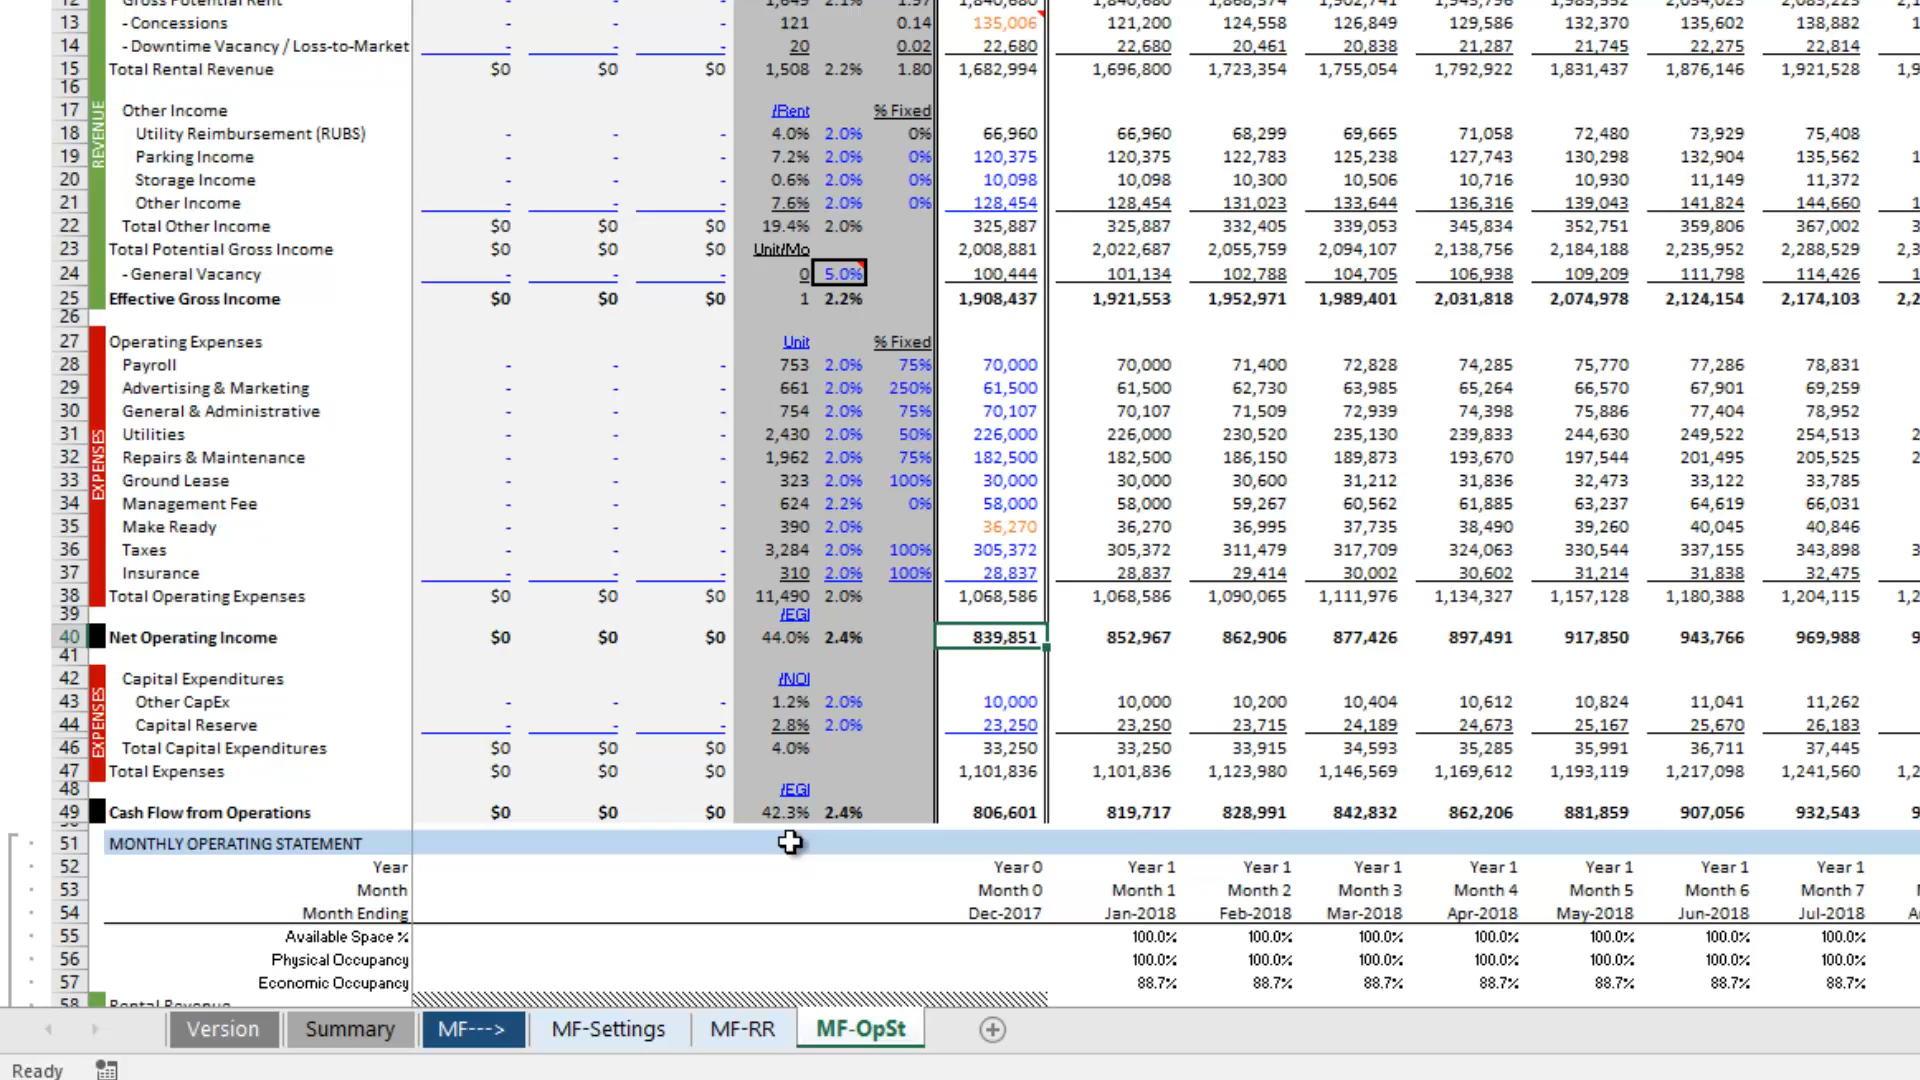 12 Gross Potential Rent 1,649 2.1% 1.97 1,840,680 1,840,680 1,868,558 1,902,741 1,945,796 1,989,552 2,034,023 2,083,223
13 - Concessions 121 0.14 135,006 121,200 124,558 126,849 129,586 132,370 135,602 138,882
14 - Downtime Vacancy / Loss-to-Market - - - 20 0.02 22,680 22,680 20,461 20,838 21,287 21,745 22,275 22,814
15 Total Rental Revenue $0 $0 $0 1,508 2.2% 1.80 1,682,994 1,696,800 1,723,354 1,755,054 1,792,922 1,831,437 1,876,146 1,921,528
16
REVENUE
17 Other Income /Rent % Fixed
18 Utility Reimbursement (RUBS) - - - 4.0% 2.0% 0% 66,960 66,960 68,299 69,665 71,058 72,480 73,929 75,408
19 Parking Income - - - 7.2% 2.0% 0% 120,375 120,375 122,783 125,238 127,743 130,298 132,904 135,562
20 Storage Income - - - 0.6% 2.0% 0% 10,098 10,098 10,300 10,506 10,716 10,930 11,149 11,372
21 Other Income - - - 7.6% 2.0% 0% 128,454 128,454 131,023 133,644 136,316 139,043 141,824 144,660
22 Total Other Income $0 $0 $0 19.4% 2.0% 325,887 325,887 332,405 339,053 345,834 352,751 359,806 367,002
23 Total Potential Gross Income $0 $0 $0 Unit/Mo 2,008,881 2,022,687 2,055,759 2,094,107 2,138,756 2,184,188 2,235,952 2,288,529
24 - General Vacancy - - - 0 5.0% 100,444 101,134 102,788 104,705 106,938 109,209 111,798 114,426
25 Effective Gross Income $0 $0 $0 1 2.2% 1,908,437 1,921,553 1,952,971 1,989,401 2,031,818 2,074,978 2,124,154 2,174,103
26
27 Operating Expenses Unit % Fixed
28 Payroll - - - 753 2.0% 75% 70,000 70,000 71,400 72,828 74,285 75,770 77,286 78,831
29 Advertising & Marketing - - - 661 2.0% 250% 61,500 61,500 62,730 63,985 65,264 66,570 67,901 69,259
30 General & Administrative - - - 754 2.0% 75% 70,107 70,107 71,509 72,939 74,398 75,886 77,404 78,952
31 Utilities - - - 2,430 2.0% 50% 226,000 226,000 230,520 235,130 239,833 244,630 249,522 254,513
32 Repairs & Maintenance - - - 1,962 2.0% 75% 182,500 182,500 186,150 189,873 193,670 197,544 201,495 205,525
EXPENSES
33 Ground Lease - - - 323 2.0% 100% 30,000 30,000 30,600 31,212 31,836 32,473 33,122 33,785
34 Management Fee - - - 624 2.2% 0% 58,000 58,000 59,267 60,562 61,885 63,237 64,619 66,031
35 Make Ready - - - 390 2.0% 36,270 36,270 36,995 37,735 38,490 39,260 40,045 40,846
36 Taxes - - - 3,284 2.0% 100% 305,372 305,372 311,479 317,709 324,063 330,544 337,155 343,898
37 Insurance - - - 310 2.0% 100% 28,837 28,837 29,414 30,002 30,602 31,214 31,838 32,475
38 Total Operating Expenses $0 $0 $0 11,490 2.0% 1,068,586 1,068,586 1,090,065 1,111,976 1,134,327 1,157,128 1,180,388 1,204,115
39 /EGI
40 Net Operating Income $0 $0 $0 44.0% 2.4% 839,851 852,967 862,906 877,426 897,491 917,850 943,766 969,988
41
42 Capital Expenditures /NOI
43 Other CapEx - - - 1.2% 2.0% 10,000 10,000 10,200 10,404 10,612 10,824 11,041 11,262
EXPENSES
44 Capital Reserve - - - 2.8% 2.0% 23,250 23,250 23,715 24,189 24,673 25,167 25,670 26,183
46 Total Capital Expenditures $0 $0 $0 4.0% 33,250 33,250 33,915 34,593 35,285 35,991 36,711 37,445
47 Total Expenses $0 $0 $0 1,101,836 1,101,836 1,123,980 1,146,569 1,169,612 1,193,119 1,217,098 1,241,560
48 /EGI
49 Cash Flow from Operations $0 $0 $0 42.3% 2.4% 806,601 819,717 828,991 842,832 862,206 881,859 907,056 932,543
51 MONTHLY OPERATING STATEMENT
52 Year Year 0 Year 1 Year 1 Year 1 Year 1 Year 1 Year 1 Year 1
53 Month Month 0 Month 1 Month 2 Month 3 Month 4 Month 5 Month 6 Month 7
54 Month Ending Dec-2017 Jan-2018 Feb-2018 Mar-2018 Apr-2018 May-2018 Jun-2018 Jul-2018
55 Available Space % 100.0% 100.0% 100.0% 100.0% 100.0% 100.0% 100.0%
56 Physical Occupancy 100.0% 100.0% 100.0% 100.0% 100.0% 100.0% 100.0%
57 Economic Occupancy 88.7% 88.7% 88.7% 88.7% 88.7% 88.7% 88.7%
58 Rental Revenue
Version Summary MF---> MF-Settings MF-RR MF-OpSt
Ready